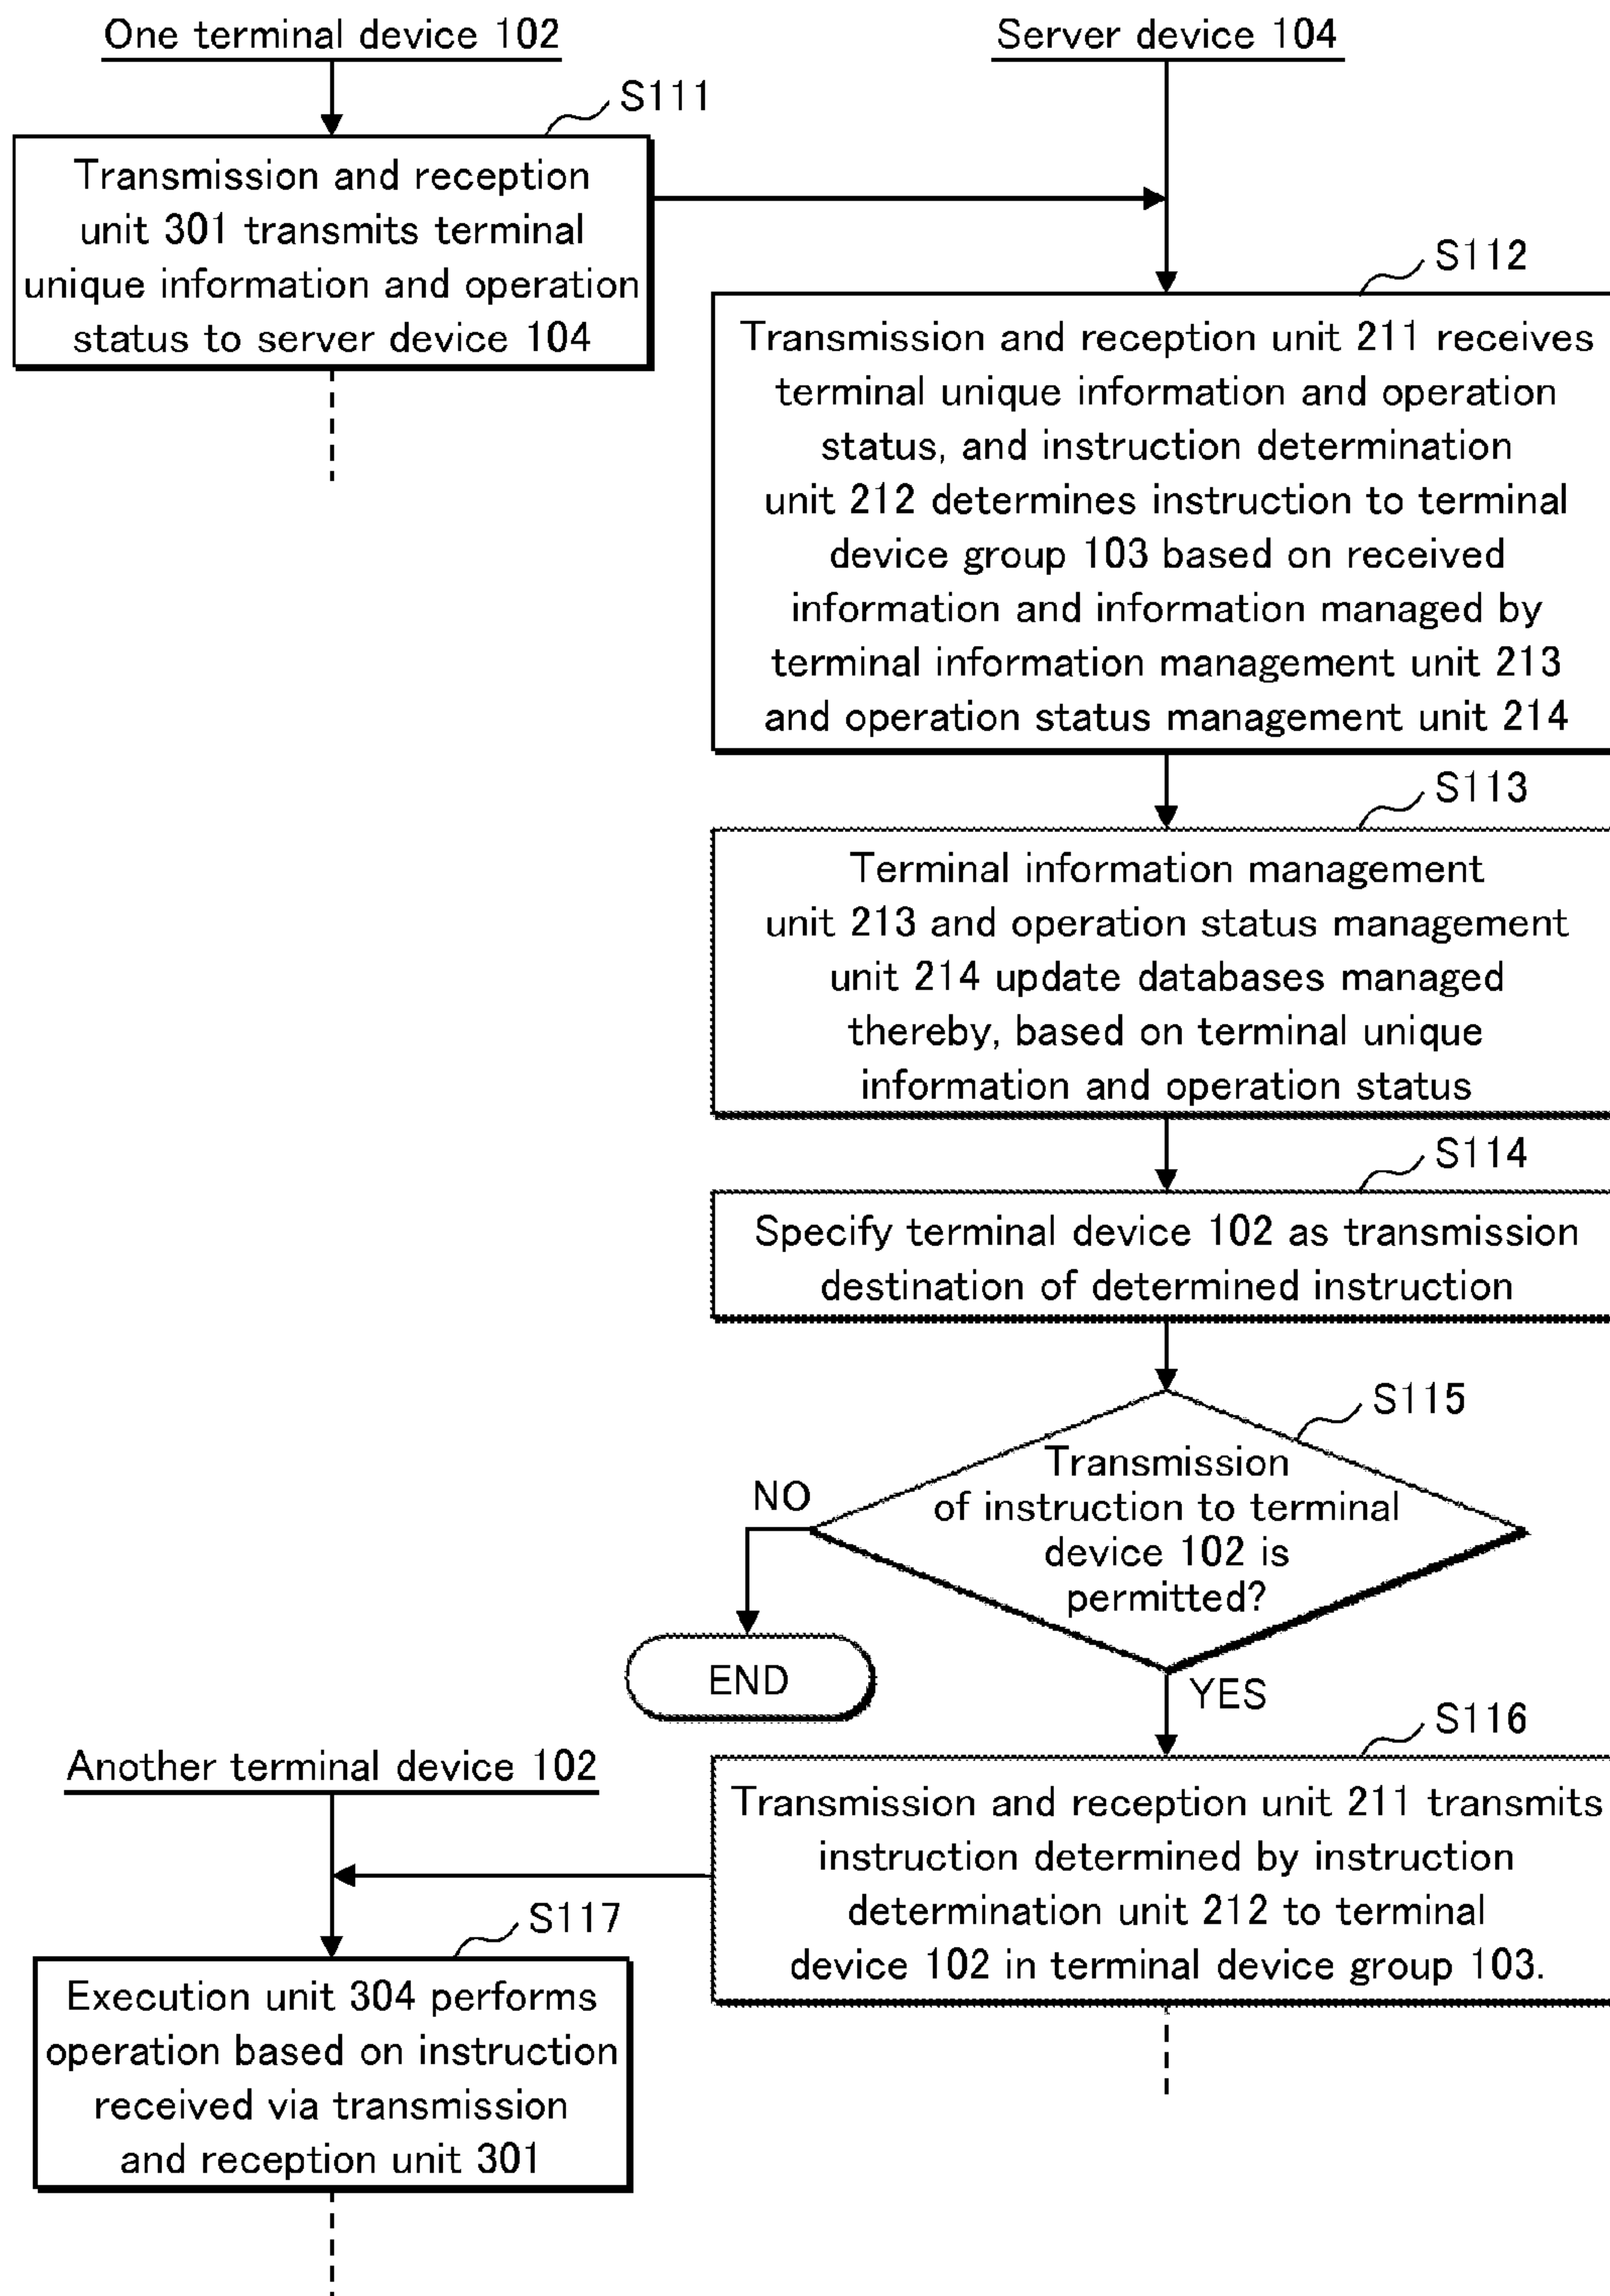 One terminal device 102
Server device 104
S111
Transmission and reception
unit 301 transmits terminal
unique information and operation
status to server device 104
S112
Transmission and reception unit 211 receives
terminal unique information and operation
status, and instruction determination
unit 212 determines instruction to terminal
device group 103 based on received
information and information managed by
terminal information management unit 213
and operation status management unit 214
S113
Terminal information management
unit 213 and operation status management
unit 214 update databases managed
thereby, based on terminal unique
information and operation status
S114
Specify terminal device 102 as transmission
destination of determined instruction
S115
Transmission
of instruction to terminal
device 102 is
permitted?
NO
END
YES
S116
Transmission and reception unit 211 transmits
instruction determined by instruction
determination unit 212 to terminal
device 102 in terminal device group 103.
Another terminal device 102
S117
Execution unit 304 performs
operation based on instruction
received via transmission
and reception unit 301